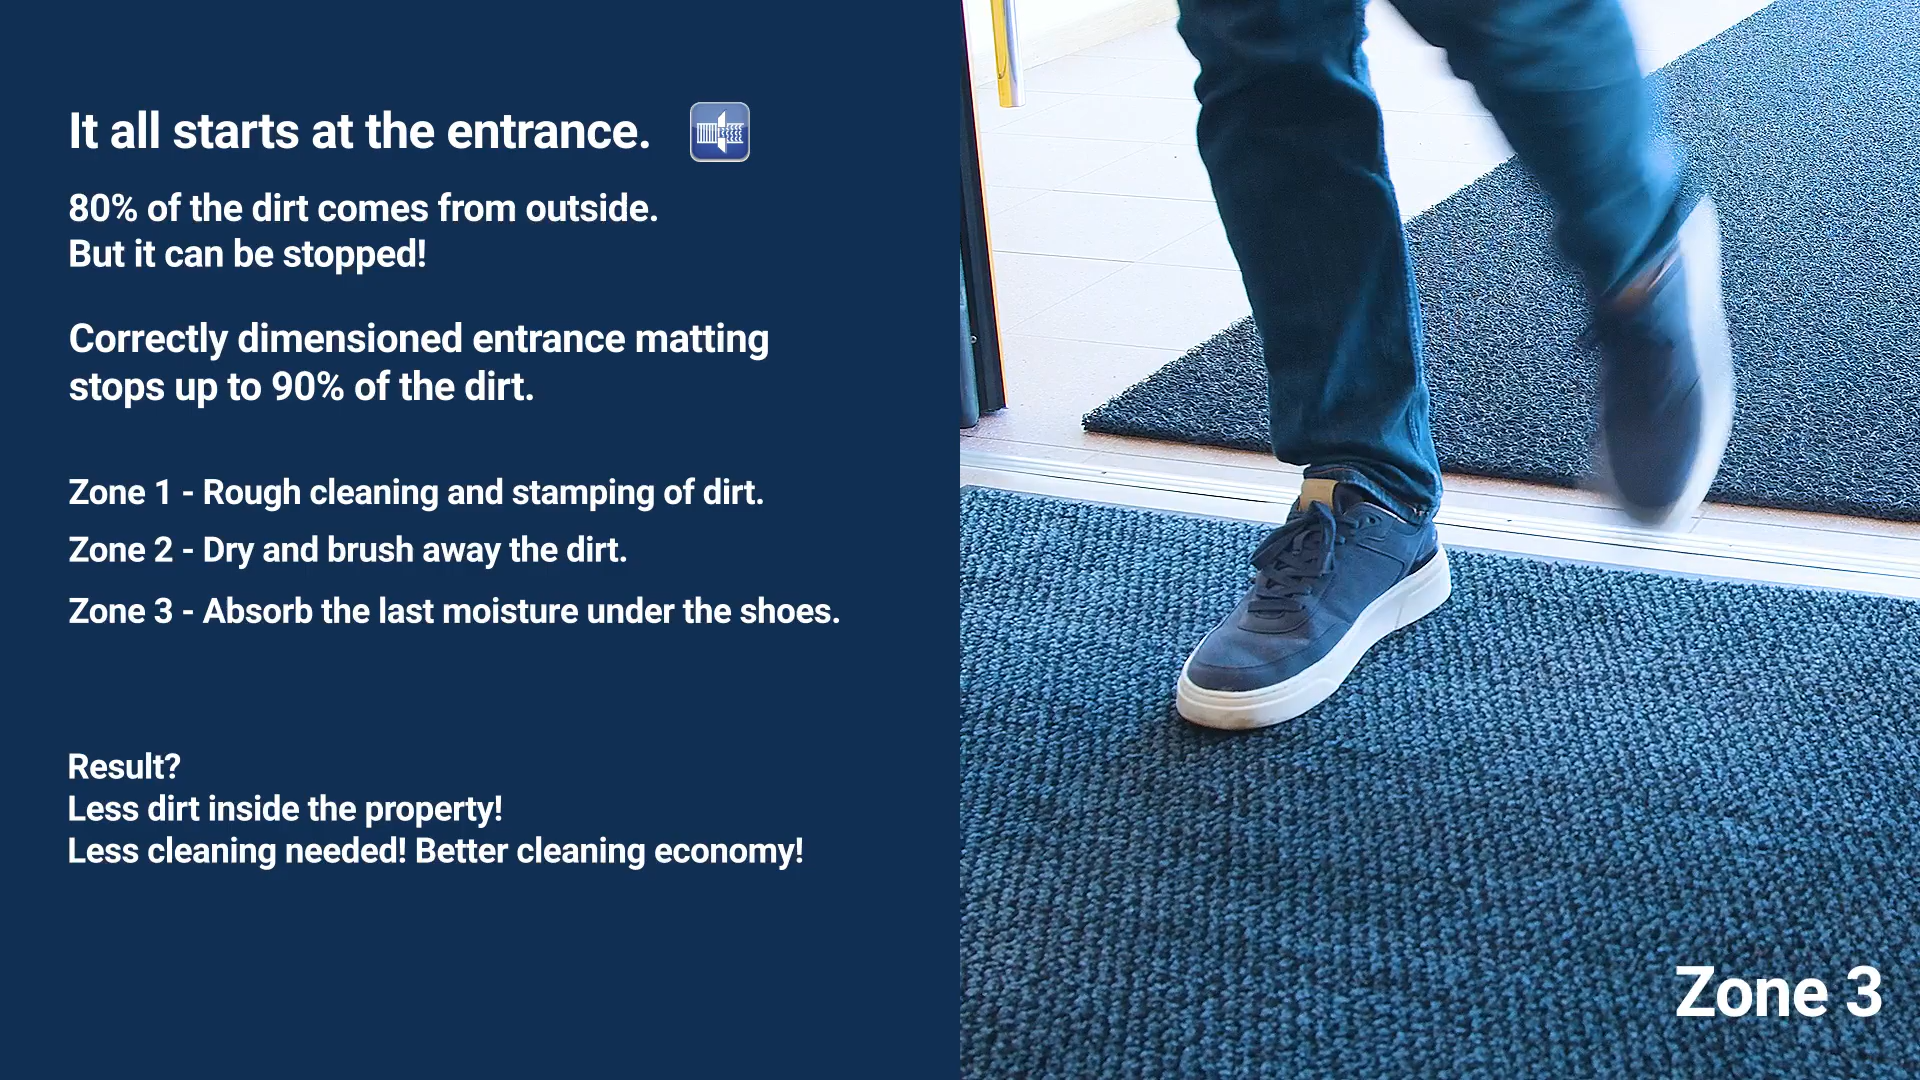 It all starts at the entrance.
80% of the dirt comes from outside.
But it can be stopped!
Correctly dimensioned entrance matting
stops up to 90% of the dirt.
Zone 1 - Rough cleaning and stamping of dirt.
Zone 2 - Dry and brush away the dirt.
Zone 3 - Absorb the last moisture under the shoes.
Result?
Less dirt inside the property!
Less cleaning needed! Better cleaning economy!
Zone 3